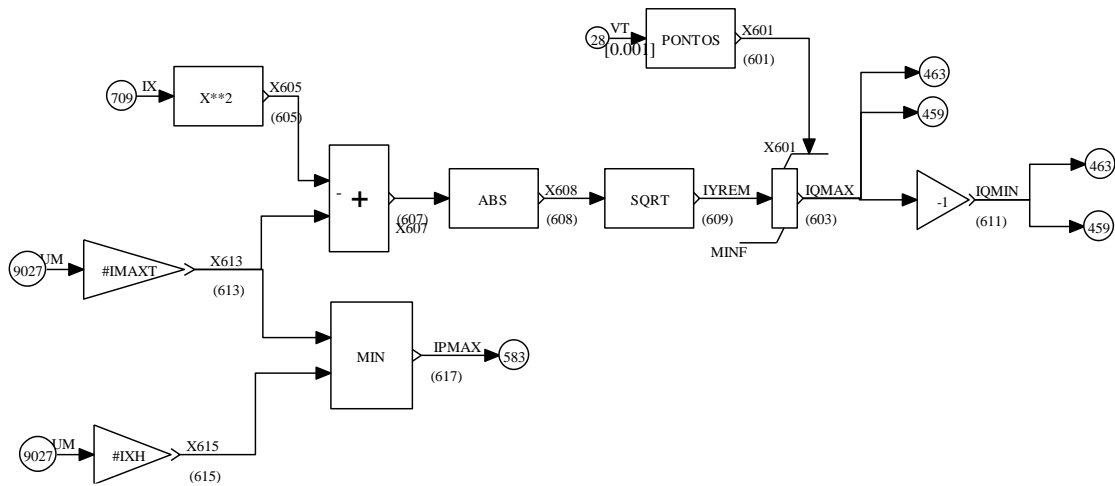 28
VT
[0.001]
PONTOS
X601
(601)
463
459
709
IX
X**2
X605
(605)
X601
-
+
(607)
X607
ABS
X608
(608)
SQRT
IYREM
(609)
MINF
IQMAX
(603)
-1
IQMIN
(611)
463
459
9027
UM
#IMAXT
X613
(613)
MIN
IPMAX
(617)
583
9027
UM
#IXH
X615
(615)